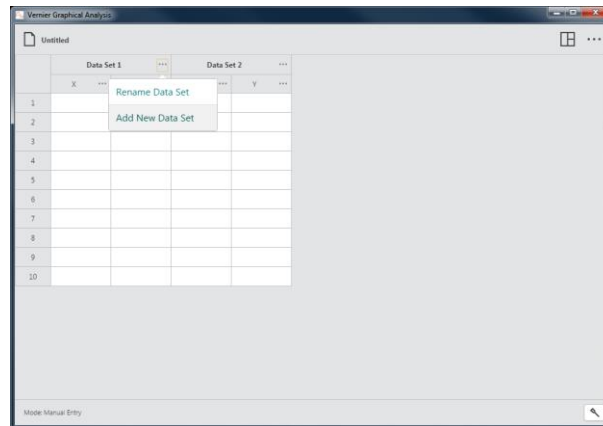 Vernier Graphical Analysis
Untitled
Data Set 1 ... Data Set 2 ...
X ... ... Y ...
Rename Data Set
Add New Data Set
1
2
3
4
5
6
7
8
9
10
Mode: Manual Entry